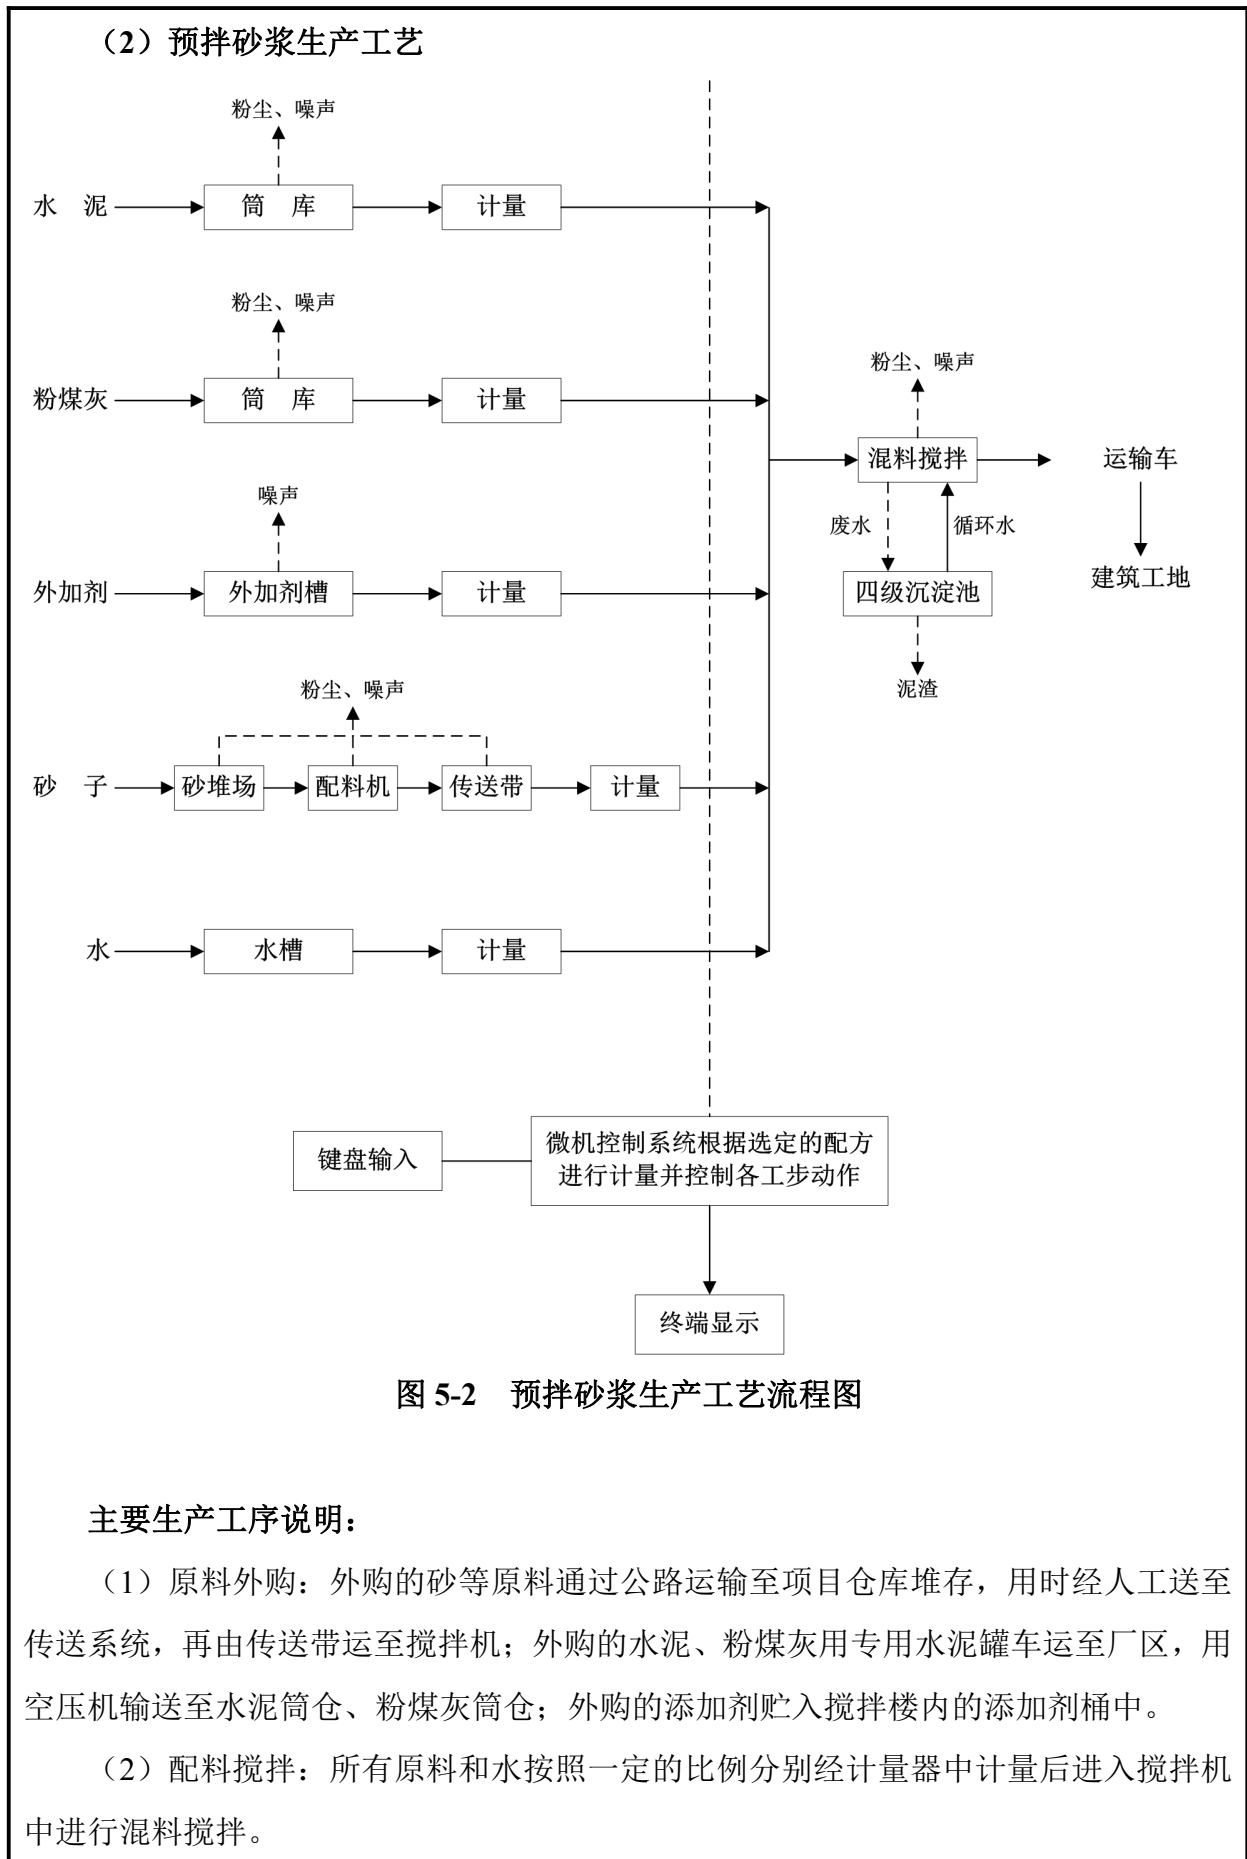 （2）预拌砂浆生产工艺
粉尘、噪声
水 泥
筒 库
计量
粉尘、噪声
粉煤灰
筒 库
计量
粉尘、噪声
混料搅拌
运输车
噪声
废水
循环水
外加剂
外加剂槽
计量
四级沉淀池
建筑工地
泥渣
粉尘、噪声
砂 子
砂堆场
配料机
传送带
计量
水
水槽
计量
键盘输入
微机控制系统根据选定的配方
进行计量并控制各工步动作
终端显示
图 5-2 预拌砂浆生产工艺流程图
主要生产工序说明：
（1）原料外购：外购的砂等原料通过公路运输至项目仓库堆存，用时经人工送至
传送系统，再由传送带运至搅拌机；外购的水泥、粉煤灰用专用水泥罐车运至厂区，用
空压机输送至水泥筒仓、粉煤灰筒仓；外购的添加剂贮入搅拌楼内的添加剂桶中。
（2）配料搅拌：所有原料和水按照一定的比例分别经计量器中计量后进入搅拌机
中进行混料搅拌。